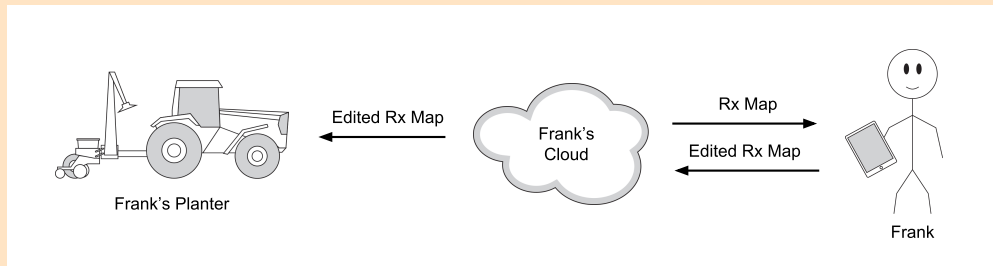 Edited Rx Map
Frank's
Cloud
Rx Map
Edited Rx Map
Frank's Planter
Frank